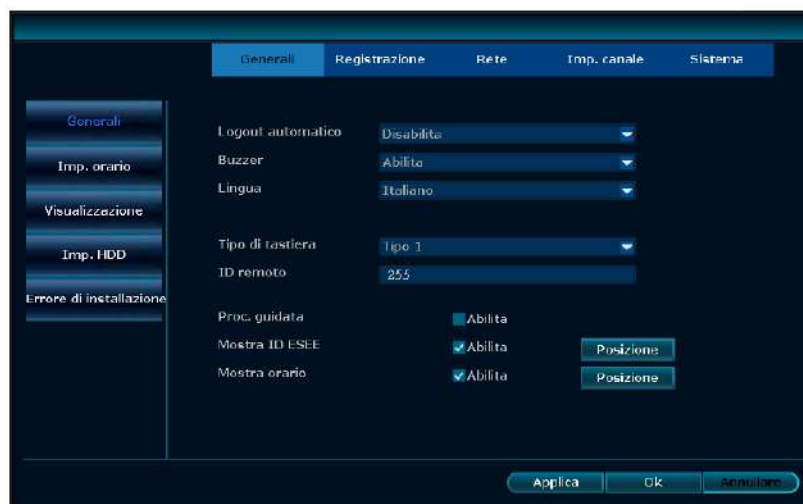 Generali Registrazione Rete Imp. canale Sistema
Generali
Imp. orario
Visualizzazione
Imp. HDD
Errore di installazione
Logout automatico Disabilita
Buzzer Abilita
Lingua Italiano
Tipo di tastiera Tipo 1
ID remoto 255
Proc. guidata Abilita
Mostra ID ESEE Abilita Posizione
Mostra orario Abilita Posizione
Applica Ok Annullare